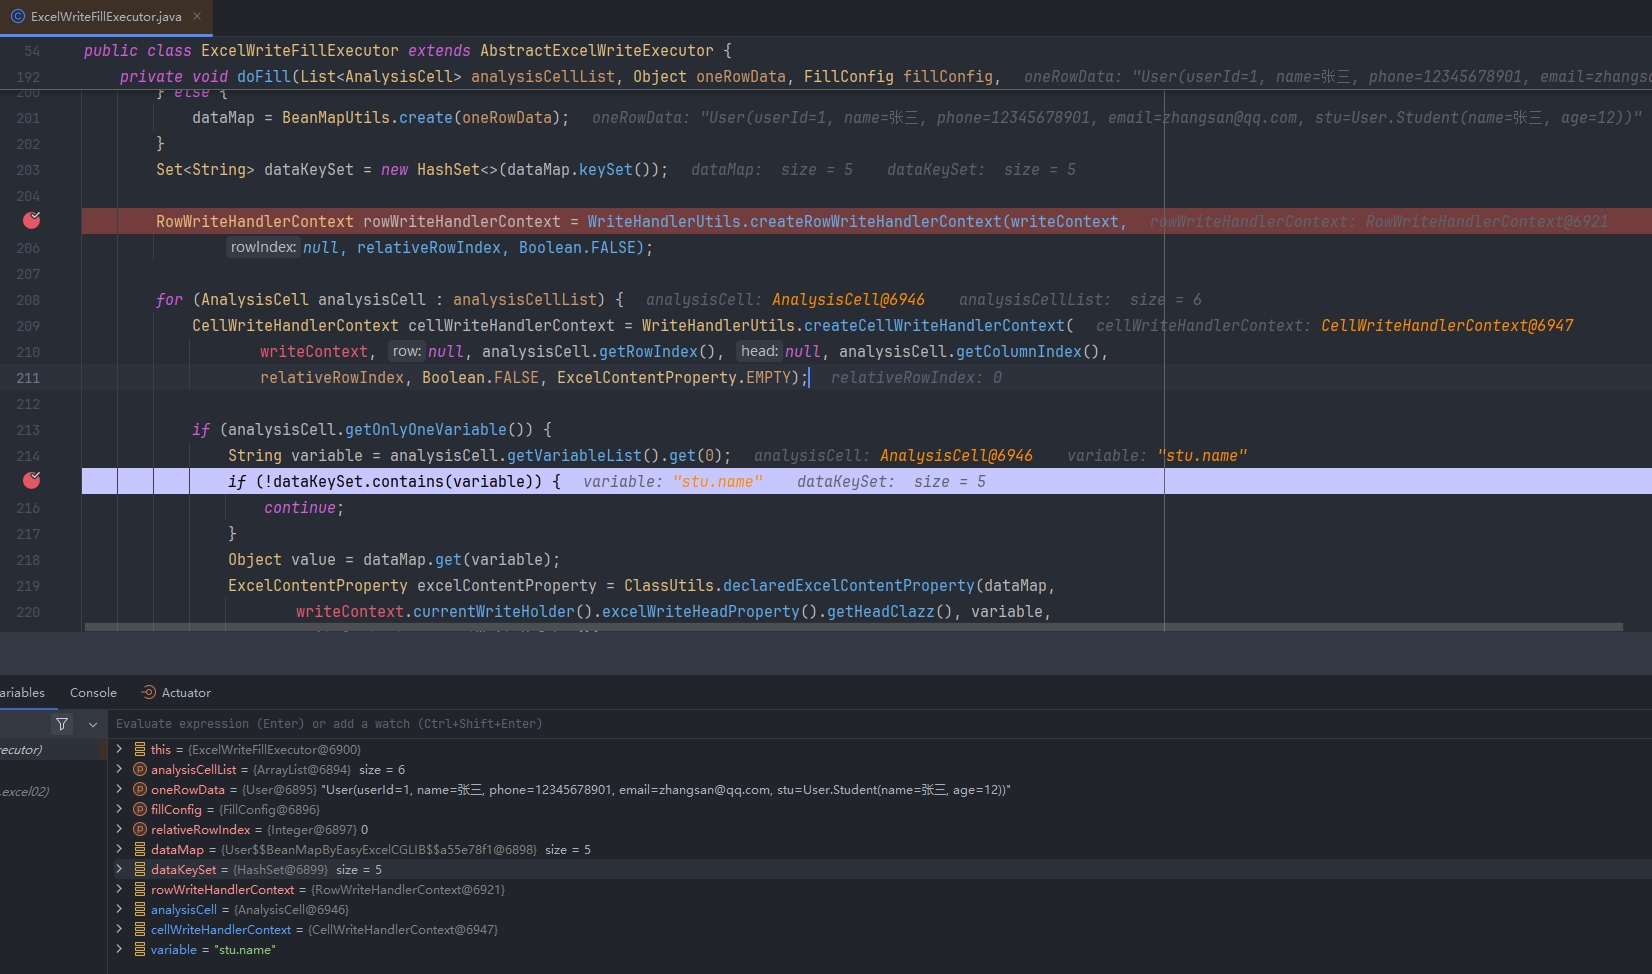 ExcelWriteFillExecutor.java ×
54 public class ExcelWriteFillExecutor extends AbstractExcelWriteExecutor {
192 private void doFill(List<AnalysisCell> analysisCellList, Object oneRowData, FillConfig fillConfig, oneRowData: "User(userId=1, name=张三, phone=12345678901, email=zhangsa
200 } else {
201 dataMap = BeanMapUtils.create(oneRowData); oneRowData: "User(userId=1, name=张三, phone=12345678901, email=zhangsan@qq.com, stu=User.Student(name=张三, age=12))"
202 }
203 Set<String> dataKeySet = new HashSet<>(dataMap.keySet()); dataMap: size = 5 dataKeySet: size = 5
204
RowWriteHandlerContext rowWriteHandlerContext = WriteHandlerUtils.createRowWriteHandlerContext(writeContext, rowWriteHandlerContext: RowWriteHandlerContext@6921
206 rowIndex: null, relativeRowIndex, Boolean.FALSE);
207
208 for (AnalysisCell analysisCell : analysisCellList) { analysisCell: AnalysisCell@6946 analysisCellList: size = 6
209 CellWriteHandlerContext cellWriteHandlerContext = WriteHandlerUtils.createCellWriteHandlerContext( cellWriteHandlerContext: CellWriteHandlerContext@6947
210 writeContext, row: null, analysisCell.getRowIndex(), head: null, analysisCell.getColumnIndex(),
211 relativeRowIndex, Boolean.FALSE, ExcelContentProperty.EMPTY); relativeRowIndex: 0
212
213 if (analysisCell.getOnlyOneVariable()) {
214 String variable = analysisCell.getVariableList().get(0); analysisCell: AnalysisCell@6946 variable: "stu.name"
if (!dataKeySet.contains(variable)) { variable: "stu.name" dataKeySet: size = 5
216 continue;
217 }
218 Object value = dataMap.get(variable);
219 ExcelContentProperty excelContentProperty = ClassUtils.declaredExcelContentProperty(dataMap,
220 writeContext.currentWriteHolder().excelWriteHeadProperty().getHeadClazz(), variable,
ariables Console Actuator
Evaluate expression (Enter) or add a watch (Ctrl+Shift+Enter)
ecutor)
.excel02)
this = {ExcelWriteFillExecutor@6900}
analysisCellList = {ArrayList@6894} size = 6
oneRowData = {User@6895} "User(userId=1, name=张三, phone=12345678901, email=zhangsan@qq.com, stu=User.Student(name=张三, age=12))"
fillConfig = {FillConfig@6896}
relativeRowIndex = {Integer@6897} 0
dataMap = {User$$BeanMapByEasyExcelCGLIB$$a55e78f1@6898} size = 5
dataKeySet = {HashSet@6899} size = 5
rowWriteHandlerContext = {RowWriteHandlerContext@6921}
analysisCell = {AnalysisCell@6946}
cellWriteHandlerContext = {CellWriteHandlerContext@6947}
variable = "stu.name"